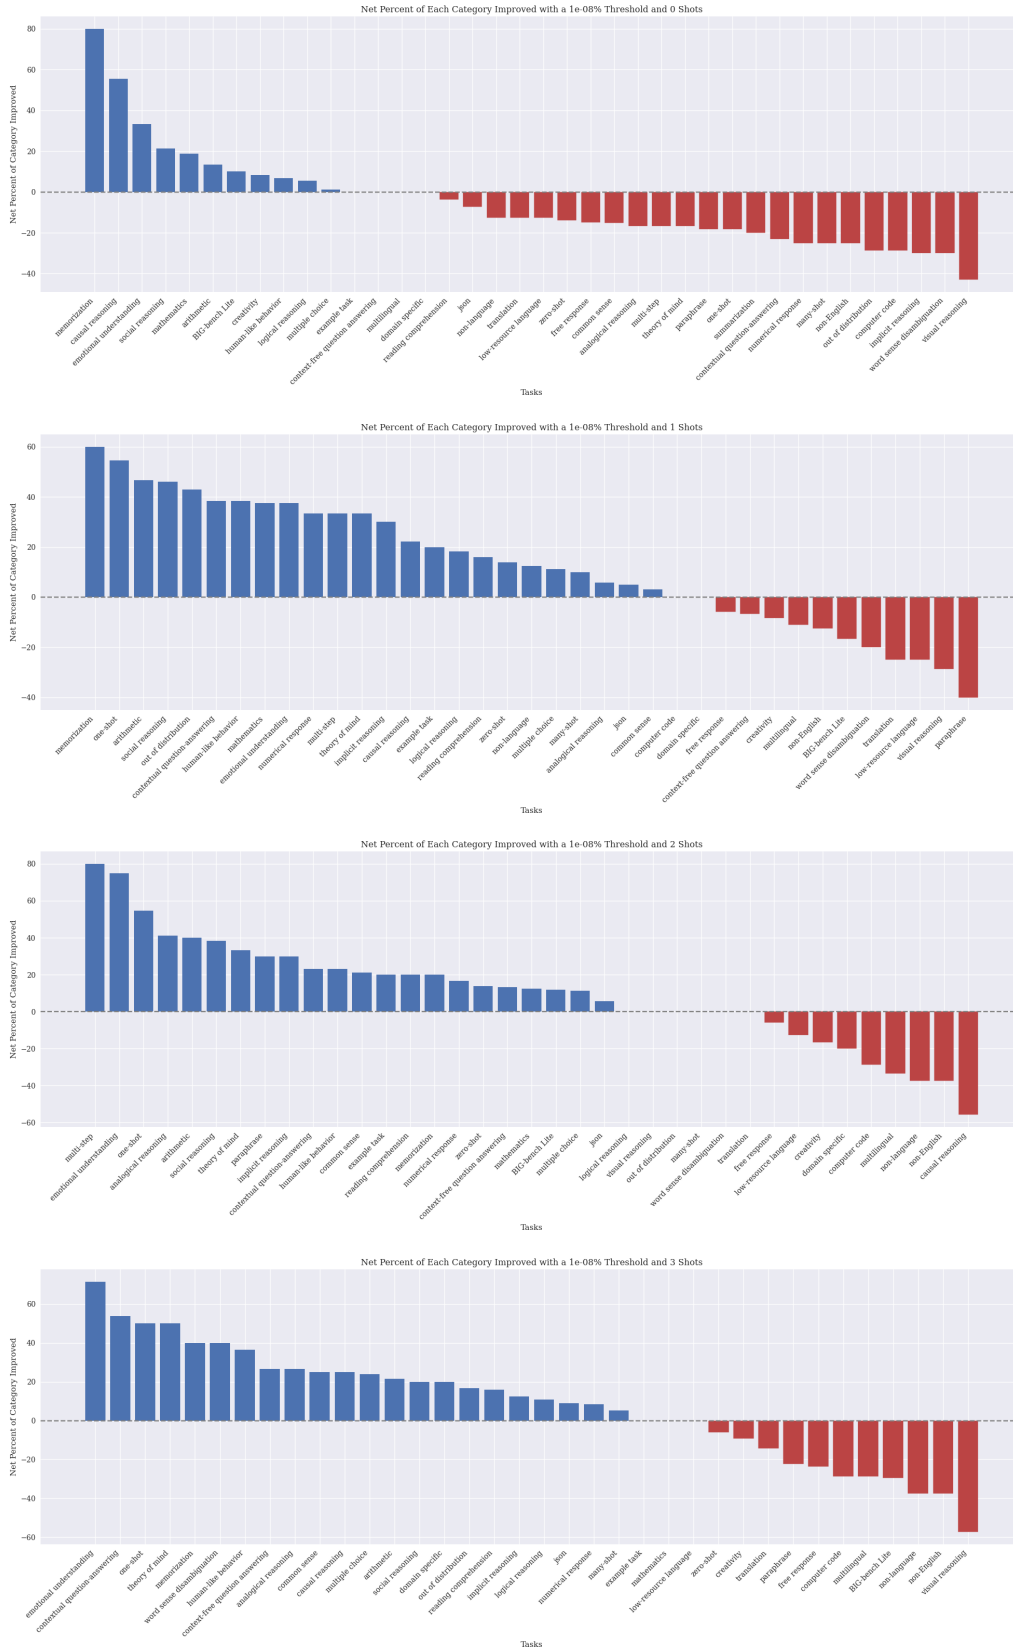 Net Percent of Each Category Improved with a 1e-08% Threshold and 0 Shots
Net Percent of Category Improved
80
60
40
20
0
−20
−40
memorization
causal reasoning
emotional understanding
social reasoning
mathematics
arithmetic
BIG-bench Lite
creativity
human-like behavior
logical reasoning
multiple choice
example task
context-free question answering
multilingual
domain specific
reading comprehension
json
non-language
translation
low-resource language
zero-shot
free response
common sense
analogical reasoning
multi-step
theory of mind
paraphrase
one-shot
summarization
contextual question-answering
numerical response
many-shot
non-English
out of distribution
computer code
implicit reasoning
word sense disambiguation
visual reasoning
Tasks
Net Percent of Each Category Improved with a 1e-08% Threshold and 1 Shots
Net Percent of Category Improved
60
40
20
0
−20
−40
memorization
one-shot
arithmetic
social reasoning
out of distribution
contextual question-answering
human-like behavior
mathematics
emotional understanding
numerical response
multi-step
theory of mind
implicit reasoning
causal reasoning
example task
logical reasoning
reading comprehension
zero-shot
non-language
multiple choice
many-shot
analogical reasoning
json
common sense
computer code
domain specific
free response
context-free question answering
creativity
multilingual
non-English
BIG-bench Lite
word sense disambiguation
translation
low-resource language
visual reasoning
paraphrase
Tasks
Net Percent of Each Category Improved with a 1e-08% Threshold and 2 Shots
Net Percent of Category Improved
80
60
40
20
0
−20
−40
−60
multi-step
emotional understanding
one-shot
analogical reasoning
arithmetic
social reasoning
theory of mind
paraphrase
implicit reasoning
contextual question-answering
human-like behavior
common sense
example task
reading comprehension
memorization
numerical response
zero-shot
context-free question answering
mathematics
BIG-bench Lite
multiple choice
json
logical reasoning
visual reasoning
out of distribution
many-shot
word sense disambiguation
translation
free response
low-resource language
creativity
domain specific
computer code
multilingual
non-language
non-English
causal reasoning
Tasks
Net Percent of Each Category Improved with a 1e-08% Threshold and 3 Shots
Net Percent of Category Improved
60
40
20
0
−20
−40
−60
emotional understanding
contextual question-answering
one-shot
theory of mind
memorization
word sense disambiguation
human-like behavior
context-free question answering
analogical reasoning
common sense
causal reasoning
multiple choice
arithmetic
social reasoning
domain specific
out of distribution
reading comprehension
implicit reasoning
logical reasoning
json
numerical response
many-shot
example task
mathematics
low-resource language
zero-shot
creativity
translation
paraphrase
free response
computer code
multilingual
BIG-bench Lite
non-language
non-English
visual reasoning
Tasks